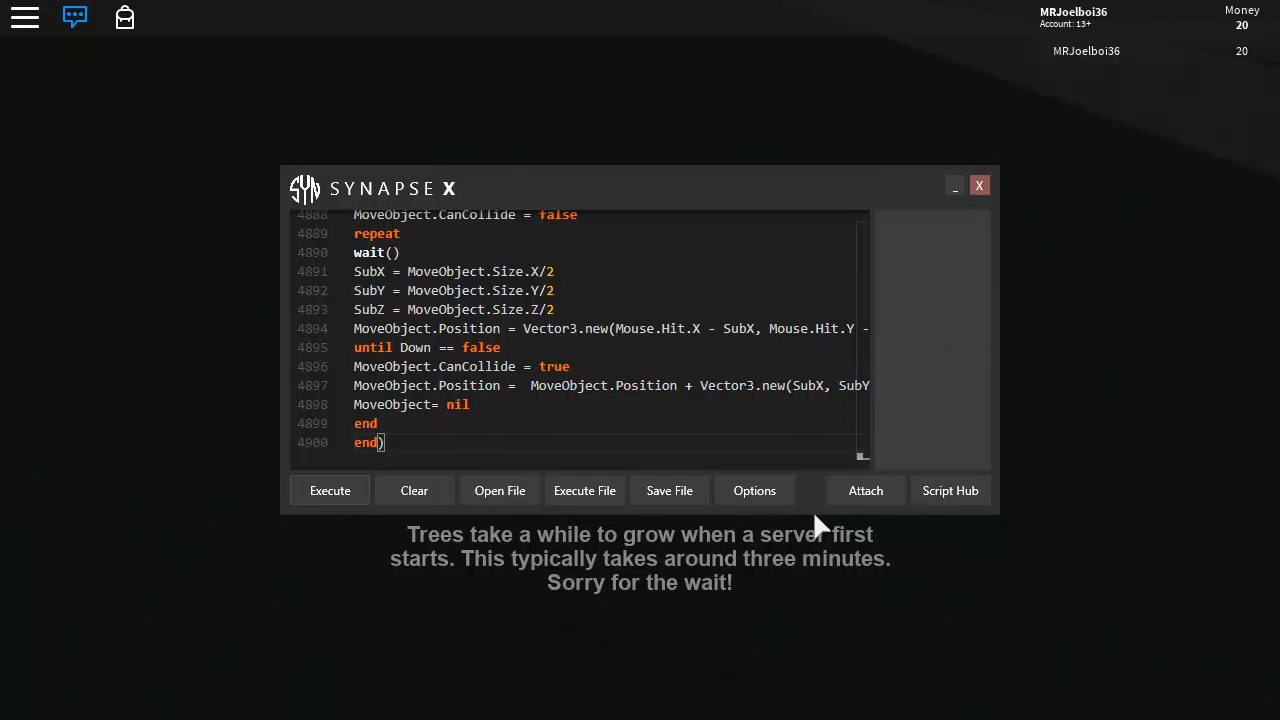 MRJoelboi36
Account: 13+
Money
20
MRJoelboi36
20
SYN
SYNAPSE X
_
X
4888 MoveObject.CanCollide = false
4889 repeat
4890 wait()
4891 SubX = MoveObject.Size.X/2
4892 SubY = MoveObject.Size.Y/2
4893 SubZ = MoveObject.Size.Z/2
4894 MoveObject.Position = Vector3.new(Mouse.Hit.X - SubX, Mouse.Hit.Y -
4895 until Down == false
4896 MoveObject.CanCollide = true
4897 MoveObject.Position =  MoveObject.Position + Vector3.new(SubX, SubY
4898 MoveObject= nil
4899 end
4900 end)
Execute
Clear
Open File
Execute File
Save File
Options
Attach
Script Hub
Trees take a while to grow when a server first
starts. This typically takes around three minutes.
Sorry for the wait!